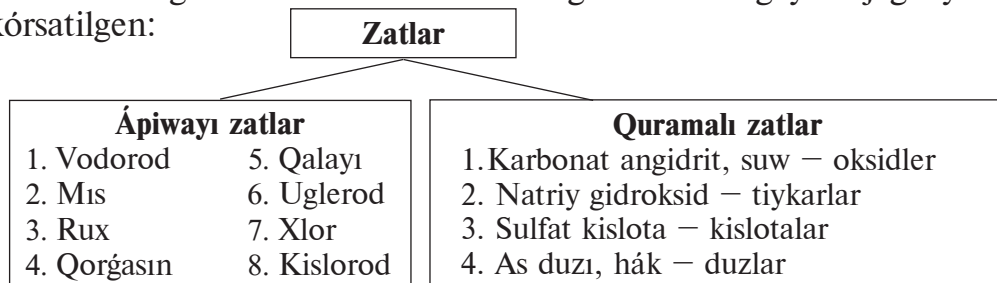 kórsatilgen:
Zatlar
Ápiwayı zatlar
1. Vodorod 5. Qalayı
2. Mıs 6. Uglerod
3. Rux 7. Xlor
4. Qorǵasın 8. Kislorod
Quramalı zatlar
1.Karbonat angidrit, suw — oksidler
2. Natriy gidroksid — tiykarlar
3. Sulfat kislota — kislotalar
4. As duzı, hák — duzlar